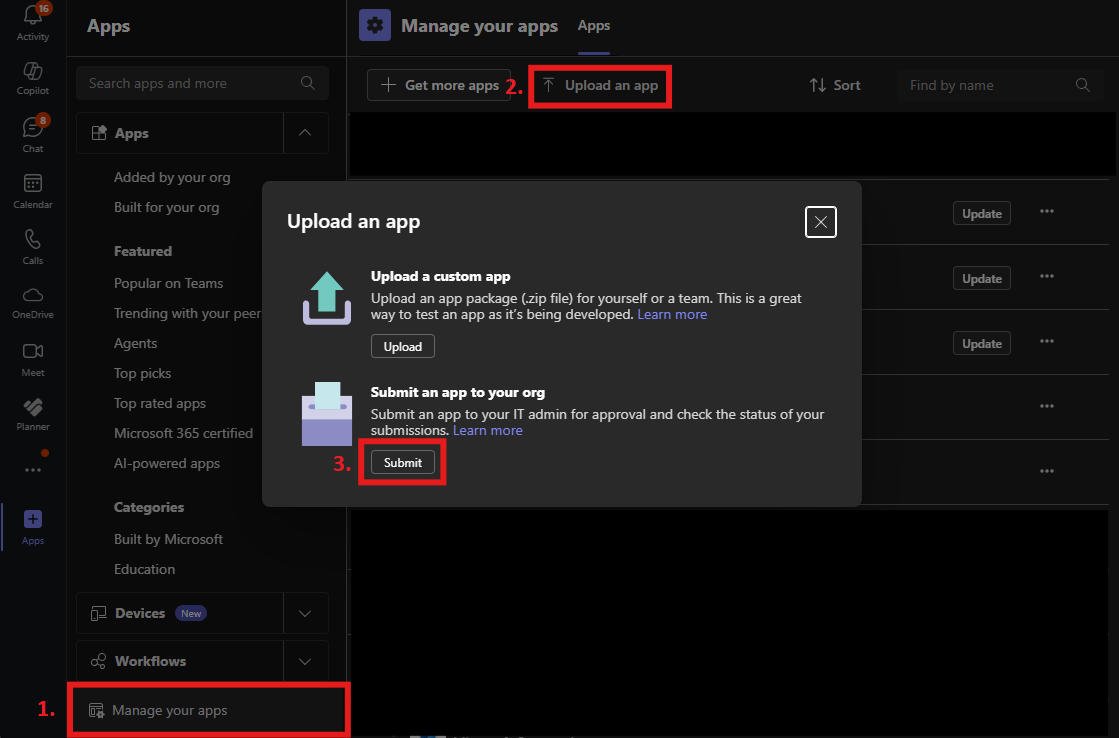 16
Activity
Copilot
8
Chat
Calendar
Calls
OneDrive
Meet
Planner
Apps
Apps
Search apps and more
Apps
Added by your org
Built for your org
Featured
Popular on Teams
Trending with your peer
Agents
Top picks
Top rated apps
Microsoft 365 certified
AI-powered apps
Categories
Built by Microsoft
Education
Devices New
Workflows
1.
Manage your apps
Manage your apps Apps
Get more apps 2. Upload an app Sort Find by name
Update
Update
Update
Upload an app
Upload a custom app
Upload an app package (.zip file) for yourself or a team. This is a great
way to test an app as it’s being developed. Learn more
Upload
Submit an app to your org
Submit an app to your IT admin for approval and check the status of your
submissions. Learn more
3. Submit